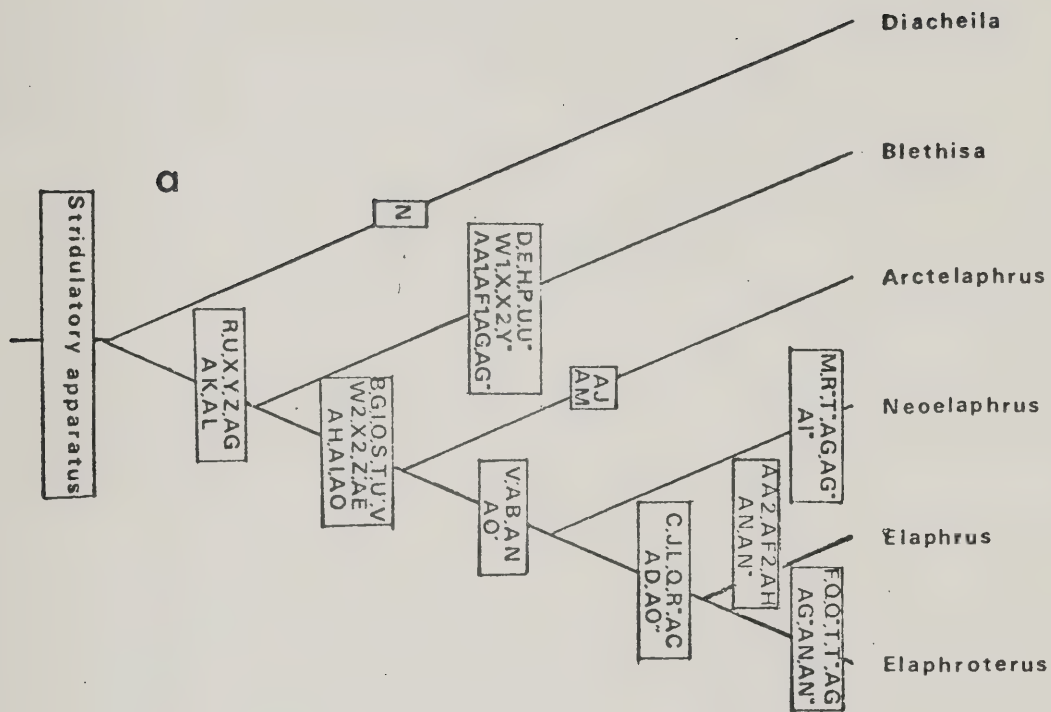 Diacheila
Blethisa
a
N
Stridulatory apparatus
D,E,H,P,U,U"
W1,X,X2,Y"
AA1,AF1,AG,AG"
Arctelaphrus
R,U,X,Y,Z,AG
AK,AL
AJ
AM
B,G,I,O,S,T,U',V
W2,X2,Z',AE
AH,AI,AO
M,R",T",AG,AG"
AI"
Neoelaphrus
V',AB,AN
AO'
AA2,AF2,AH
AN,AN"
C,J,L,Q,R",AC
AD,AO"
Elaphrus
F,Q,Q",T,T",AG
AG",AN,AN"
Elaphroterus